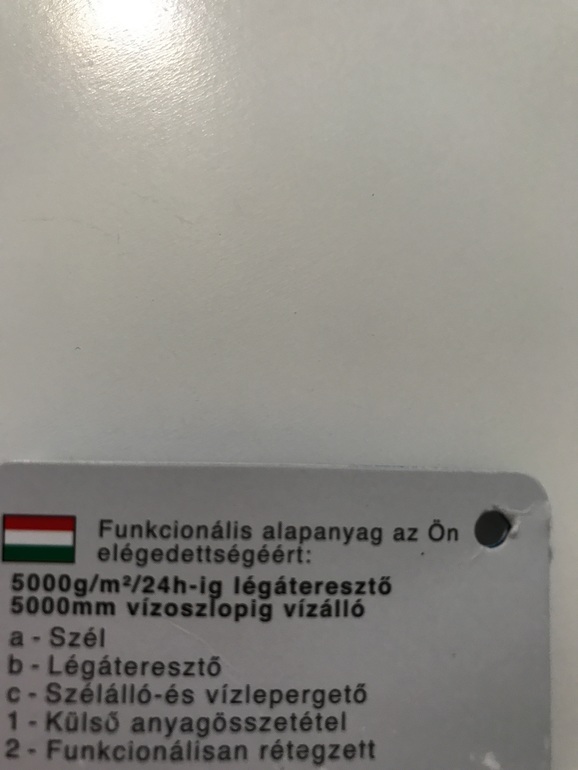 Funkcionális alapanyag az Ön
elégedettségéért:
5000g/m²/24h-ig légáteresztő
5000mm vízoszlopig vízálló
a - Szél
b - Légáteresztő
c - Szélálló-és vízlepergető
1 - Külső anyagösszetétel
2 - Funkcionálisan rétegzett